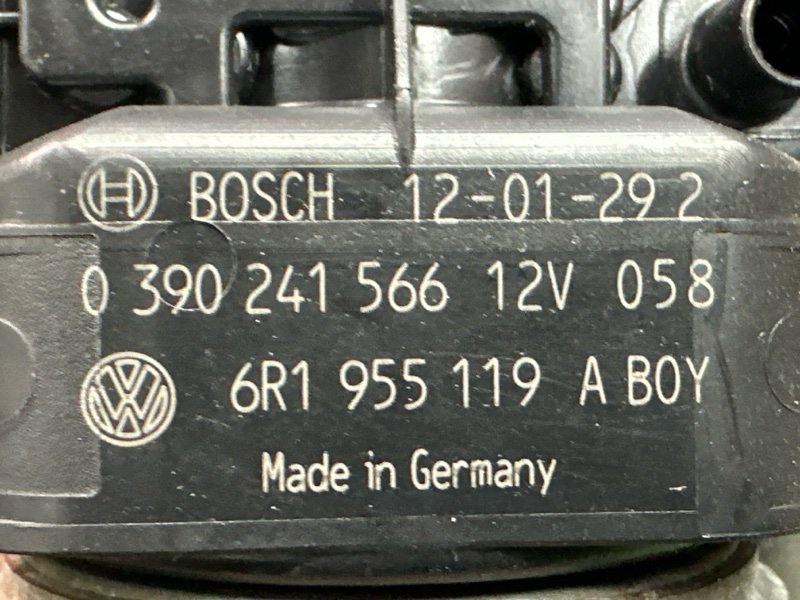 BOSCH 12-01-29 2
0 390 241 566 12V 058
6R1 955 119 A BOY
Made in Germany